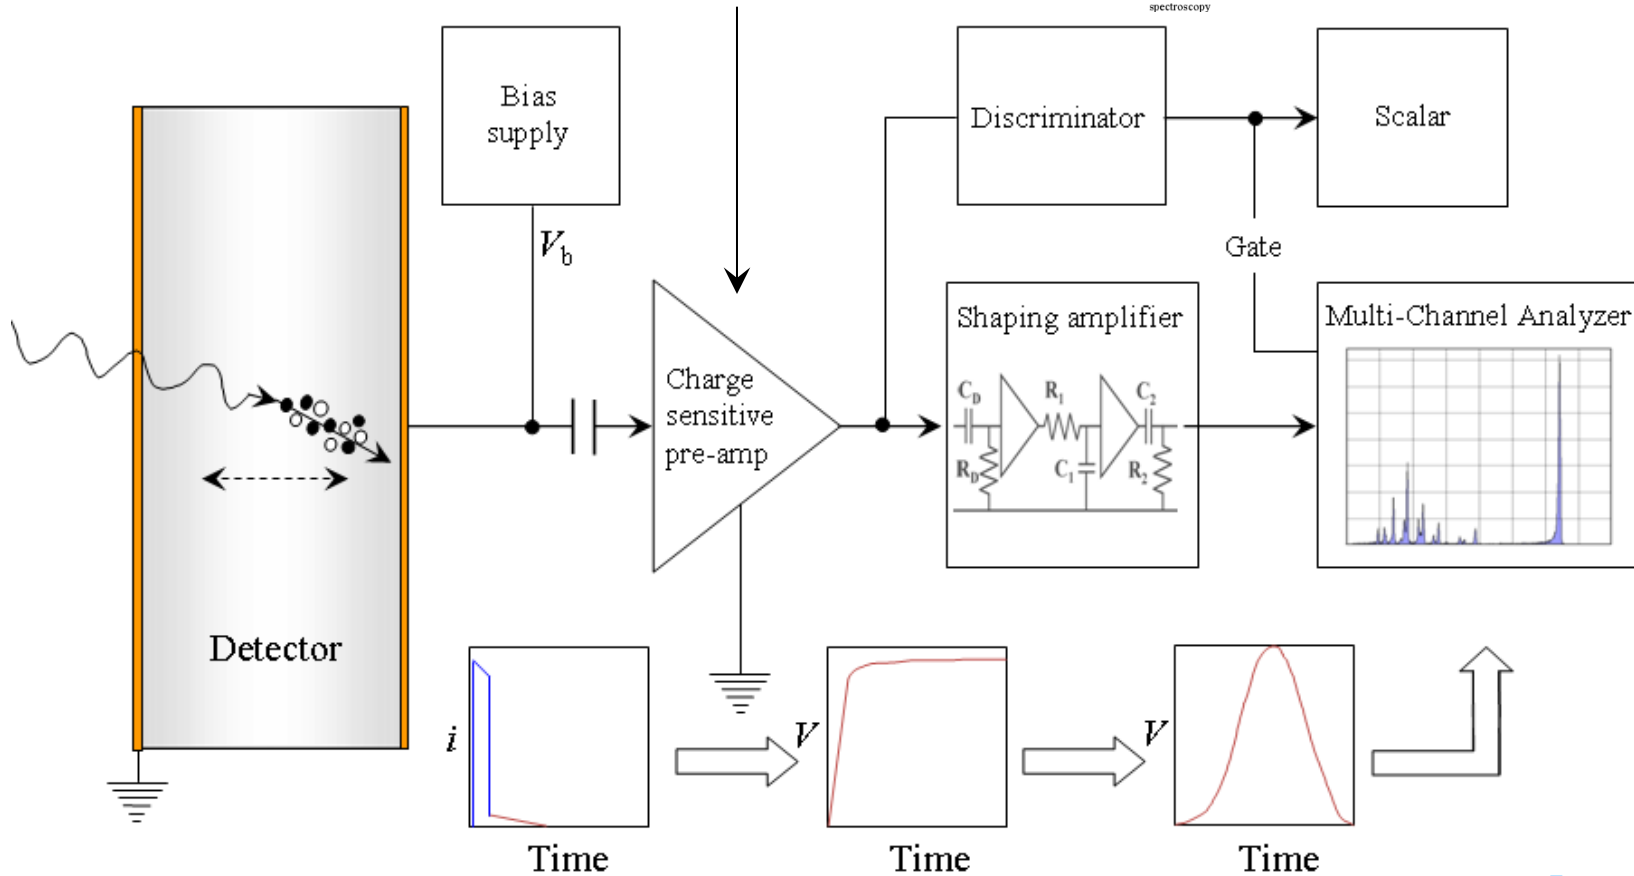 spectroscopy
Bias
supply
Discriminator
Scalar
V_b
Gate
Shaping amplifier
Multi-Channel Analyzer
Charge
sensitive
pre-amp
C_D
R_1
C_2
R_D
C_1
R_2
Detector
i
V
V
Time
Time
Time